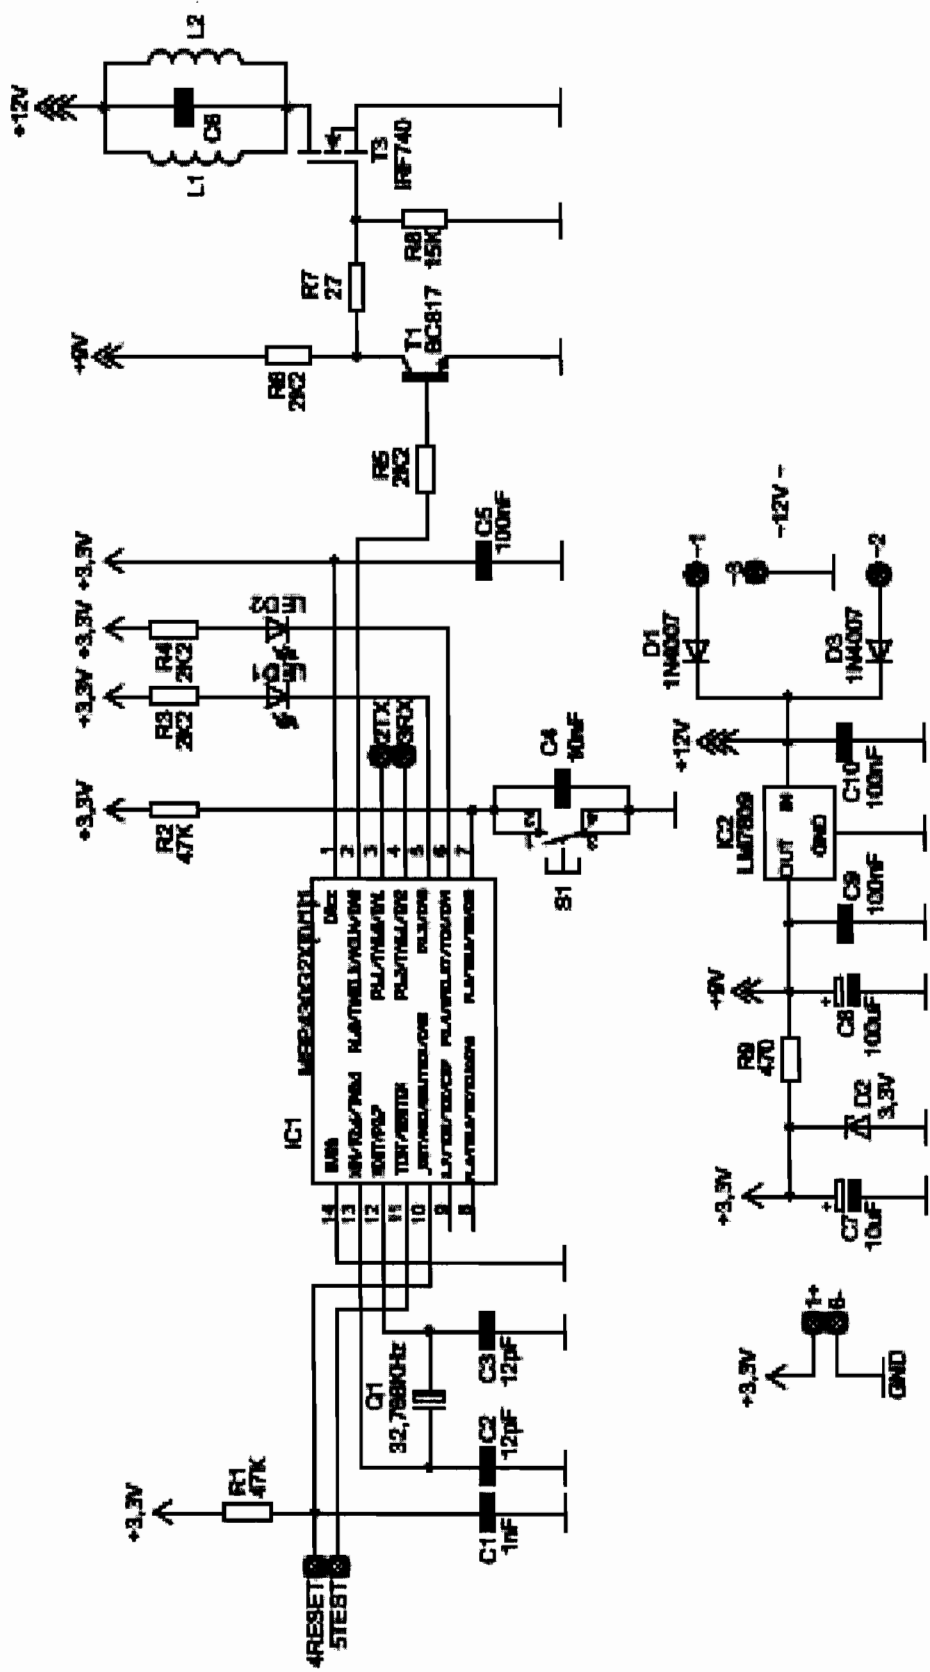 +12V
L2
C6
L1
T3
IRF740
R8
15K
R7
27
+9V
R6
2K2
T1
BC817
R5
2K2
C5
100nF
+3,3V
+3,3V
+3,3V
+3,3V
R4
2K2
R3
2K2
R2
47K
2TX
3RX
C4
S1
1
2
3
4
5
6
7
IC1
DVcc
14
13
12
11
10
9
8
Q1
32,768KHz
C3
12pF
C2
12pF
C1
1nF
R1
47K
+3,3V
4RESET
5TEST
-1
-3
~12V~
-2
D1
1N4007
D3
1N4007
+12V
C10
100nF
IC2
LM7809
IN
OUT
GND
C9
100nF
+9V
C8
100uF
R9
470
D2
3,3V
+3,3V
C7
10uF
+3,3V
1+
6-
GND